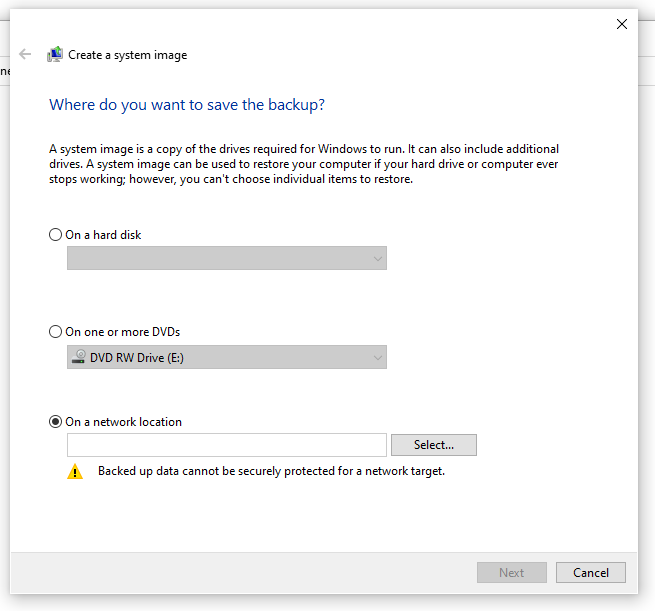 Create a system image
Where do you want to save the backup?
A system image is a copy of the drives required for Windows to run. It can also include additional
drives. A system image can be used to restore your computer if your hard drive or computer ever
stops working; however, you can't choose individual items to restore.
On a hard disk
On one or more DVDs
DVD RW Drive (E:)
On a network location
Select...
Backed up data cannot be securely protected for a network target.
Next
Cancel